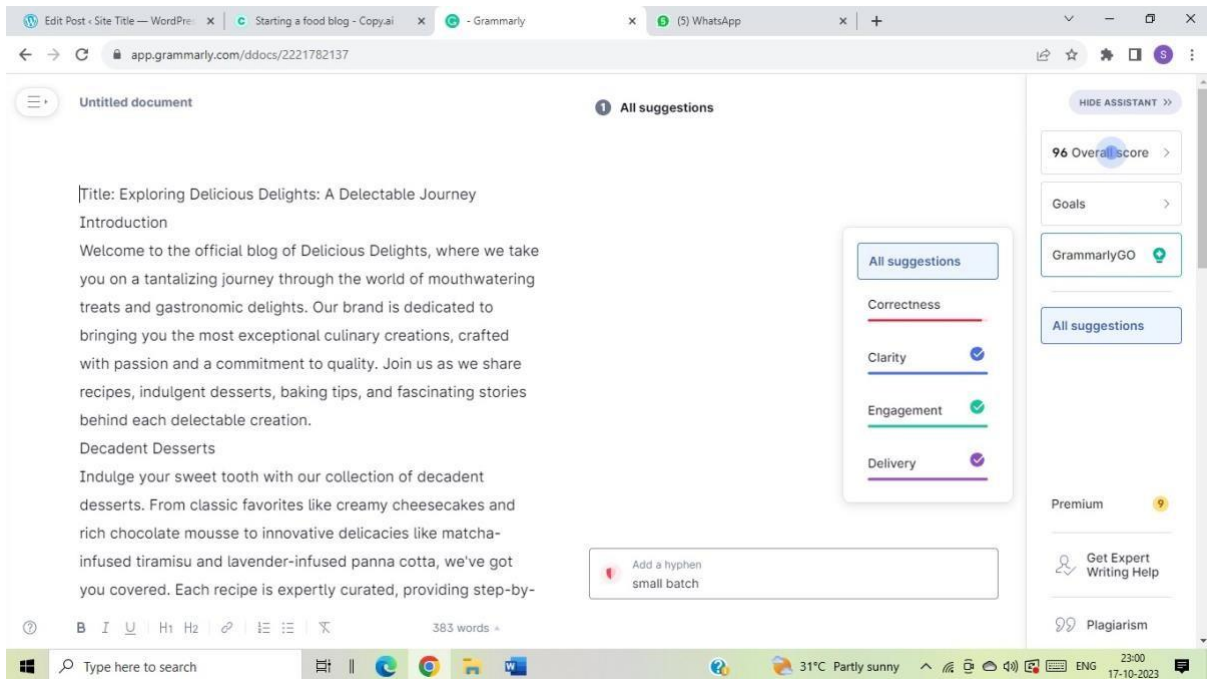 Edit Post ‹ Site Title — WordPre
Starting a food blog - Copy.ai
- Grammarly
(5) WhatsApp
app.grammarly.com/ddocs/2221782137
S
Untitled document
1 All suggestions
HIDE ASSISTANT
96 Overall score
Goals
GrammarlyGO
All suggestions
Title: Exploring Delicious Delights: A Delectable Journey
Introduction
Welcome to the official blog of Delicious Delights, where we take
you on a tantalizing journey through the world of mouthwatering
treats and gastronomic delights. Our brand is dedicated to
bringing you the most exceptional culinary creations, crafted
with passion and a commitment to quality. Join us as we share
recipes, indulgent desserts, baking tips, and fascinating stories
behind each delectable creation.
Decadent Desserts
Indulge your sweet tooth with our collection of decadent
desserts. From classic favorites like creamy cheesecakes and
rich chocolate mousse to innovative delicacies like matcha-
infused tiramisu and lavender-infused panna cotta, we've got
you covered. Each recipe is expertly curated, providing step-by-
All suggestions
Correctness
Clarity
Engagement
Delivery
Add a hyphen
small batch
Premium 9
Get Expert
Writing Help
Plagiarism
B I U H1 H2
383 words
Type here to search
31°C Partly sunny
ENG
23:00
17-10-2023